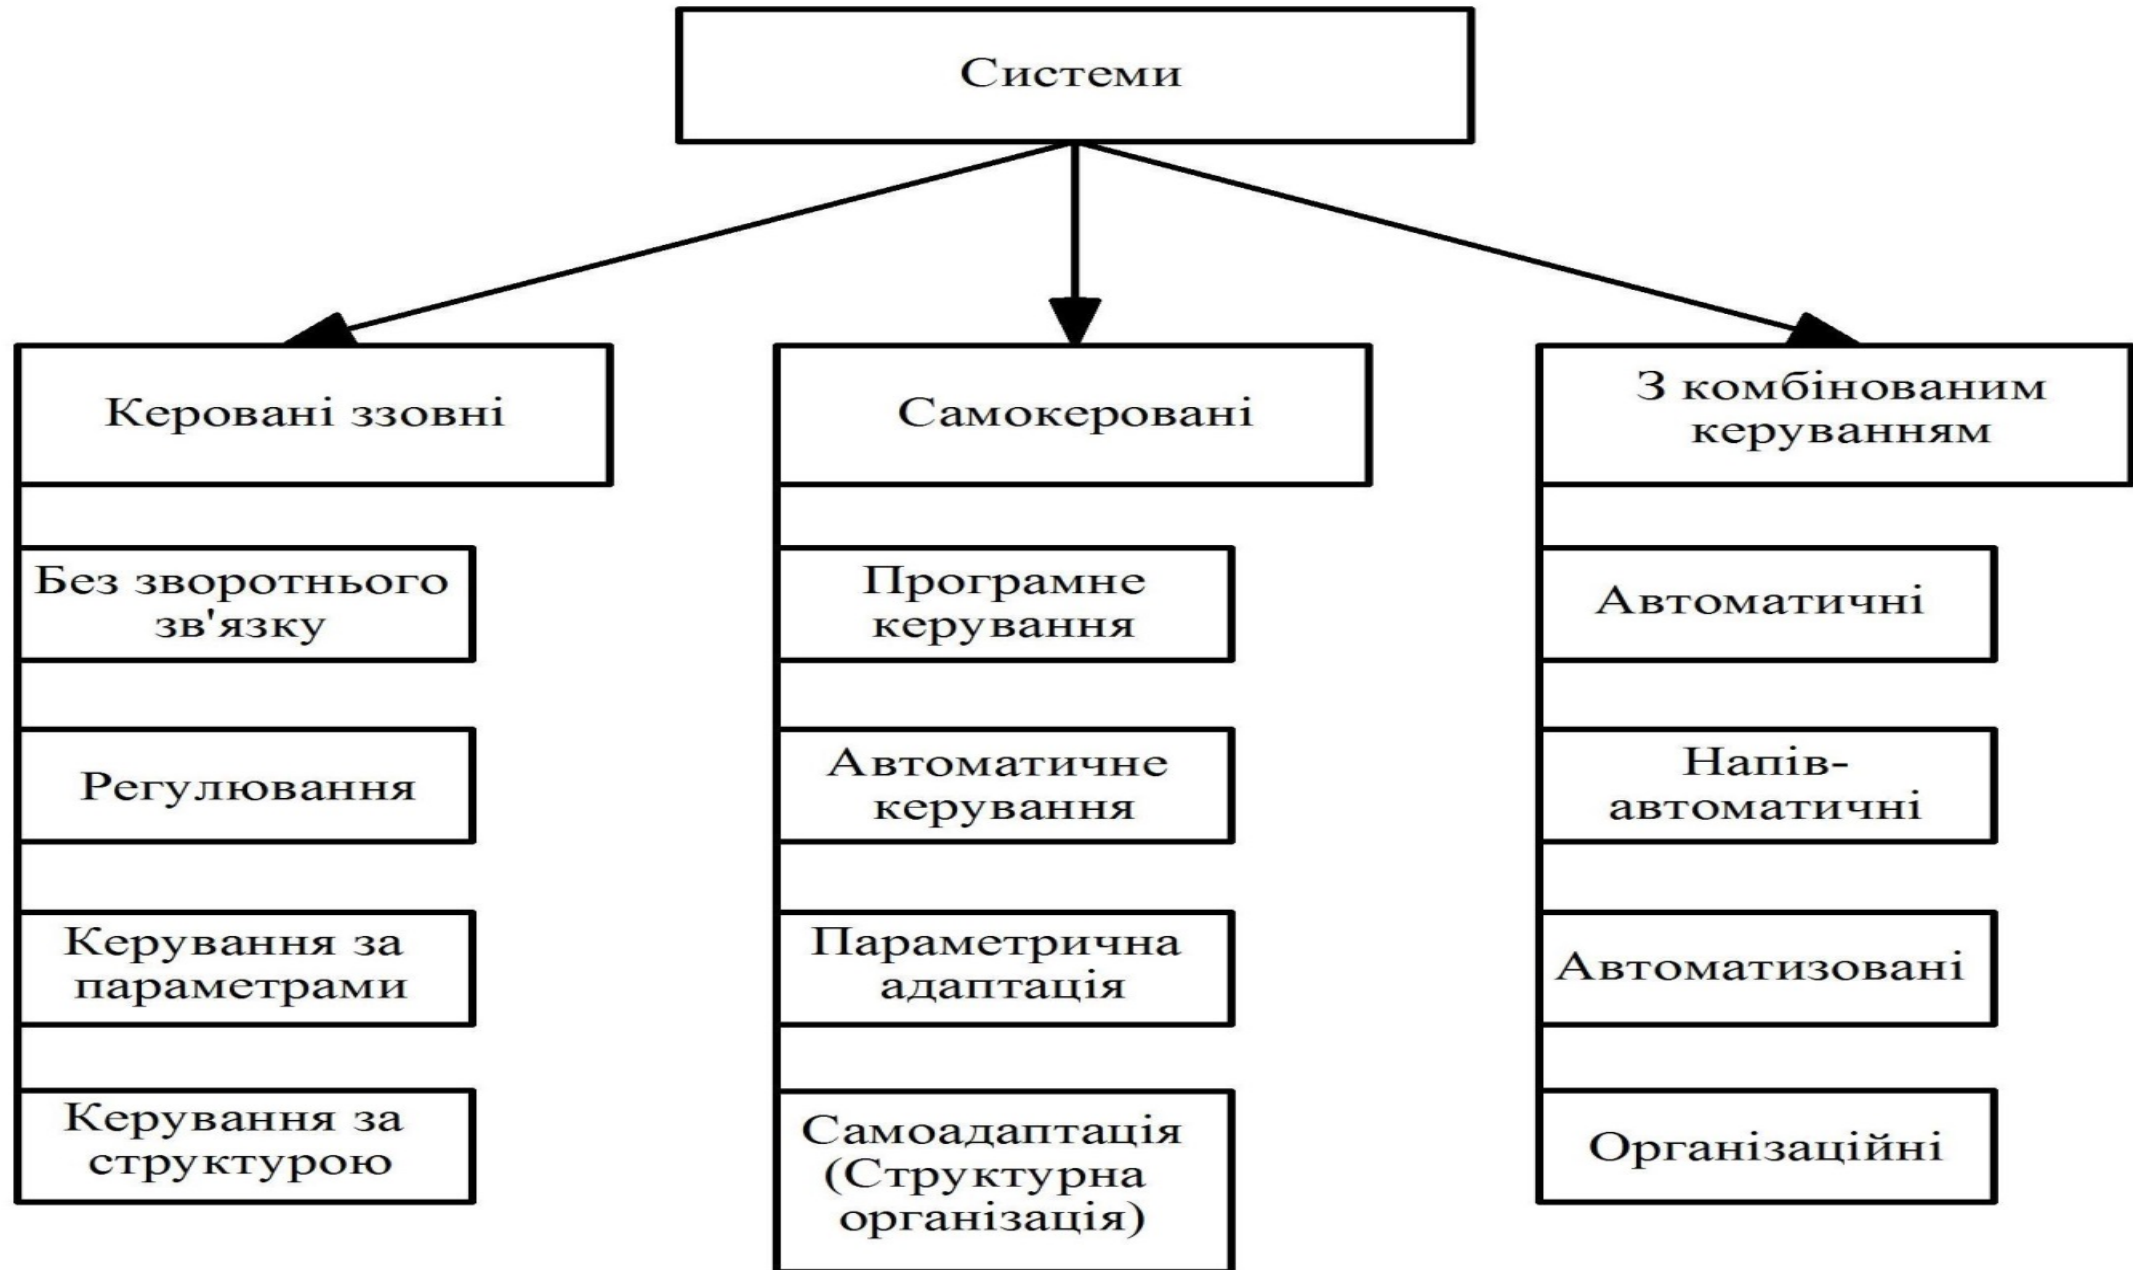 Системи
Керовані ззовні
Без зворотнього
зв'язку
Регулювання
Керування за
параметрами
Керування за
структурою
Самокеровані
Програмне
керування
Автоматичне
керування
Параметрична
адаптація
Самоадаптація
(Структурна
організація)
З комбінованим
керуванням
Автоматичні
Напів-
автоматичні
Автоматизовані
Організаційні